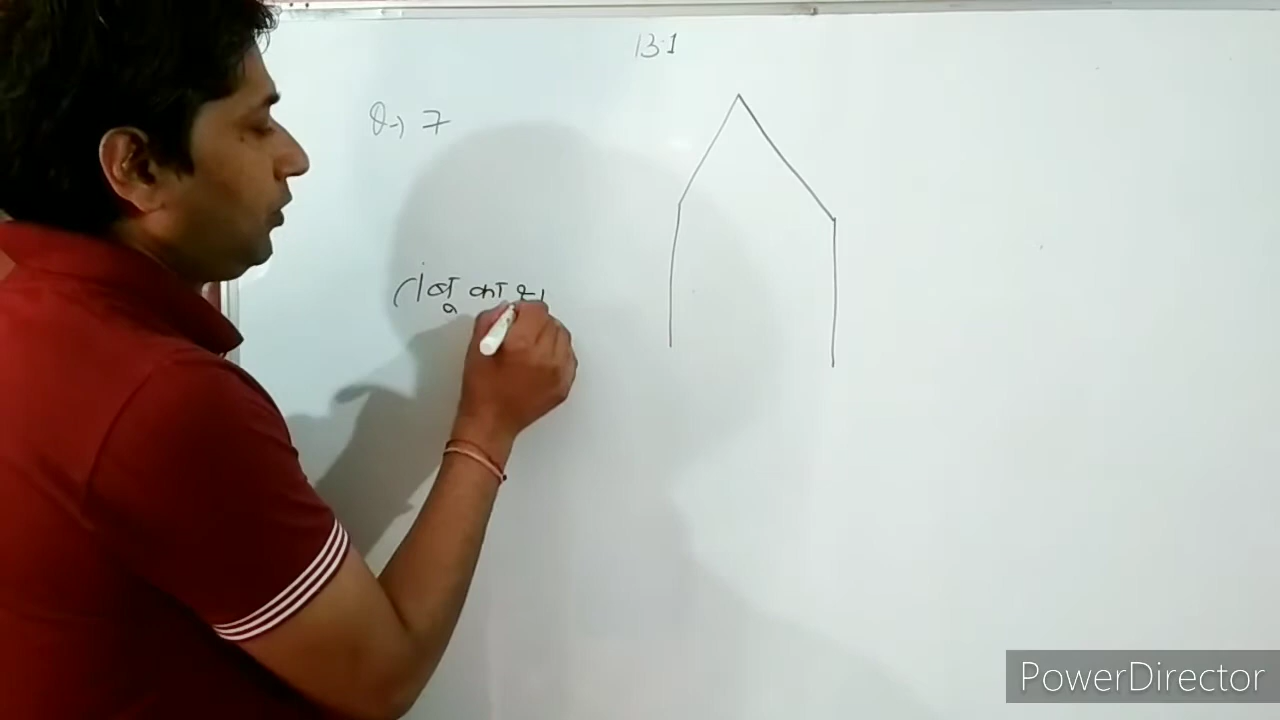 13.1
Q→ 7
का
PowerDirector